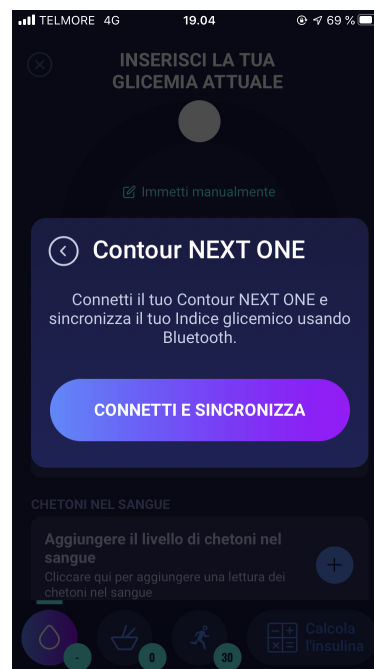 TELMORE 4G 19.04 69 %
INSERISCI LA TUA
GLICEMIA ATTUALE
Immetti manualmente
Contour NEXT ONE
Connetti il tuo Contour NEXT ONE e
sincronizza il tuo Indice glicemico usando
Bluetooth.
CONNETTI E SINCRONIZZA
CHETONI NEL SANGUE
Aggiungere il livello di chetoni nel
sangue
Cliccare qui per aggiungere una lettura dei
chetoni nel sangue
- 0 30
Calcola
l'insulina